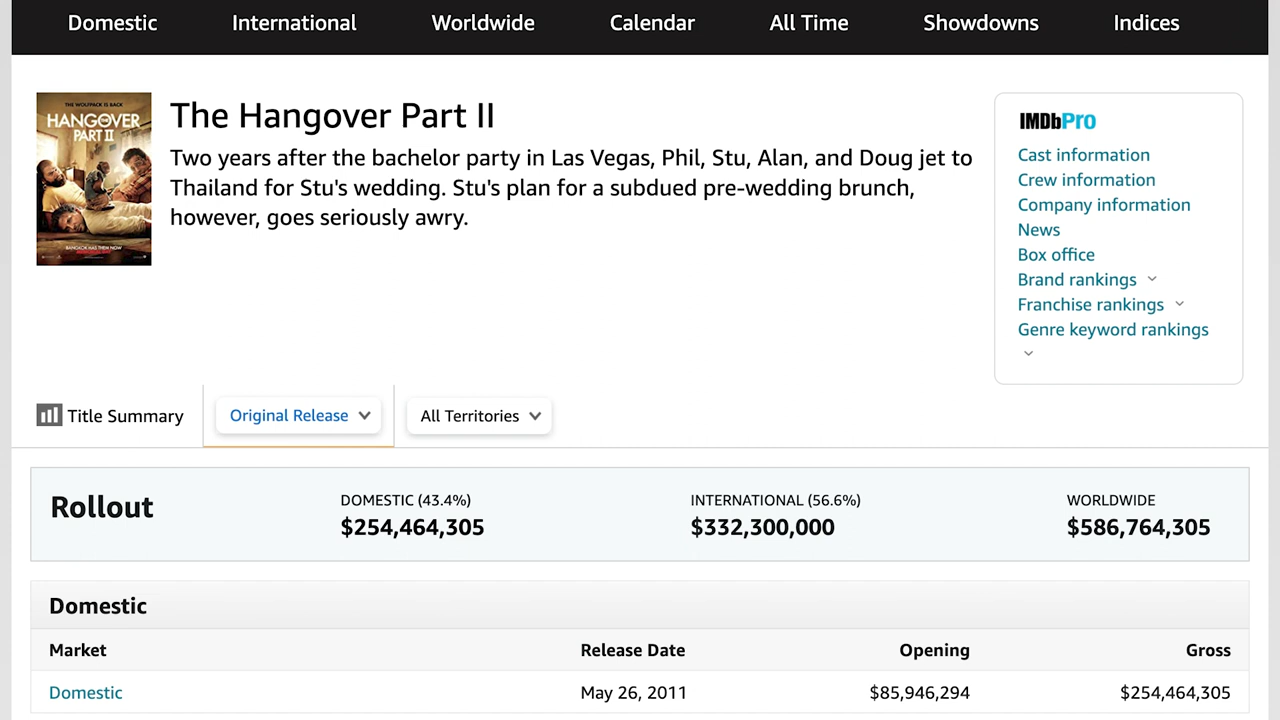 Domestic International Worldwide Calendar All Time Showdowns Indices
THE WOLFPACK IS BACK
HANGOVER
PART II
BANGKOK HAS THEM NOW
The Hangover Part II
Two years after the bachelor party in Las Vegas, Phil, Stu, Alan, and Doug jet to
Thailand for Stu's wedding. Stu's plan for a subdued pre-wedding brunch,
however, goes seriously awry.
IMDbPro
Cast information
Crew information
Company information
News
Box office
Brand rankings
Franchise rankings
Genre keyword rankings
Title Summary Original Release All Territories
Rollout
DOMESTIC (43.4%) INTERNATIONAL (56.6%) WORLDWIDE
$254,464,305 $332,300,000 $586,764,305
Domestic
Market Release Date Opening Gross
Domestic May 26, 2011 $85,946,294 $254,464,305